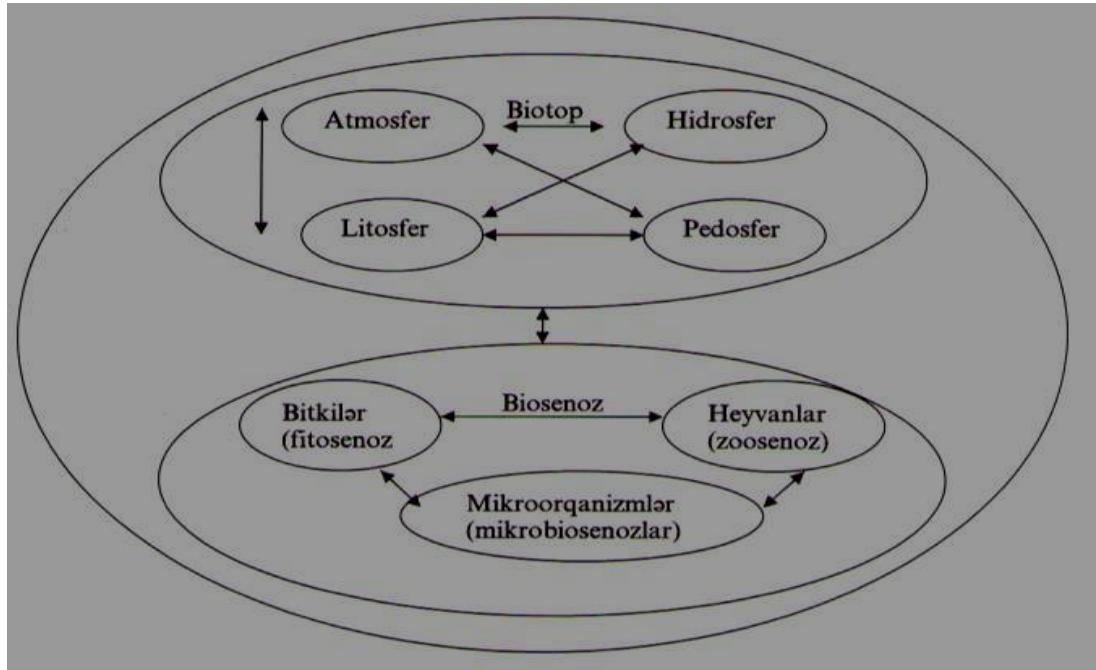 Atmosfer
Biotop
Hidrosfer
Litosfer
Pedosfer
Biosenoz
Bitkilər
(fitosenoz
Heyvanlar
(zoosenoz)
Mikroorqanizmlər
(mikrobiosenozlar)